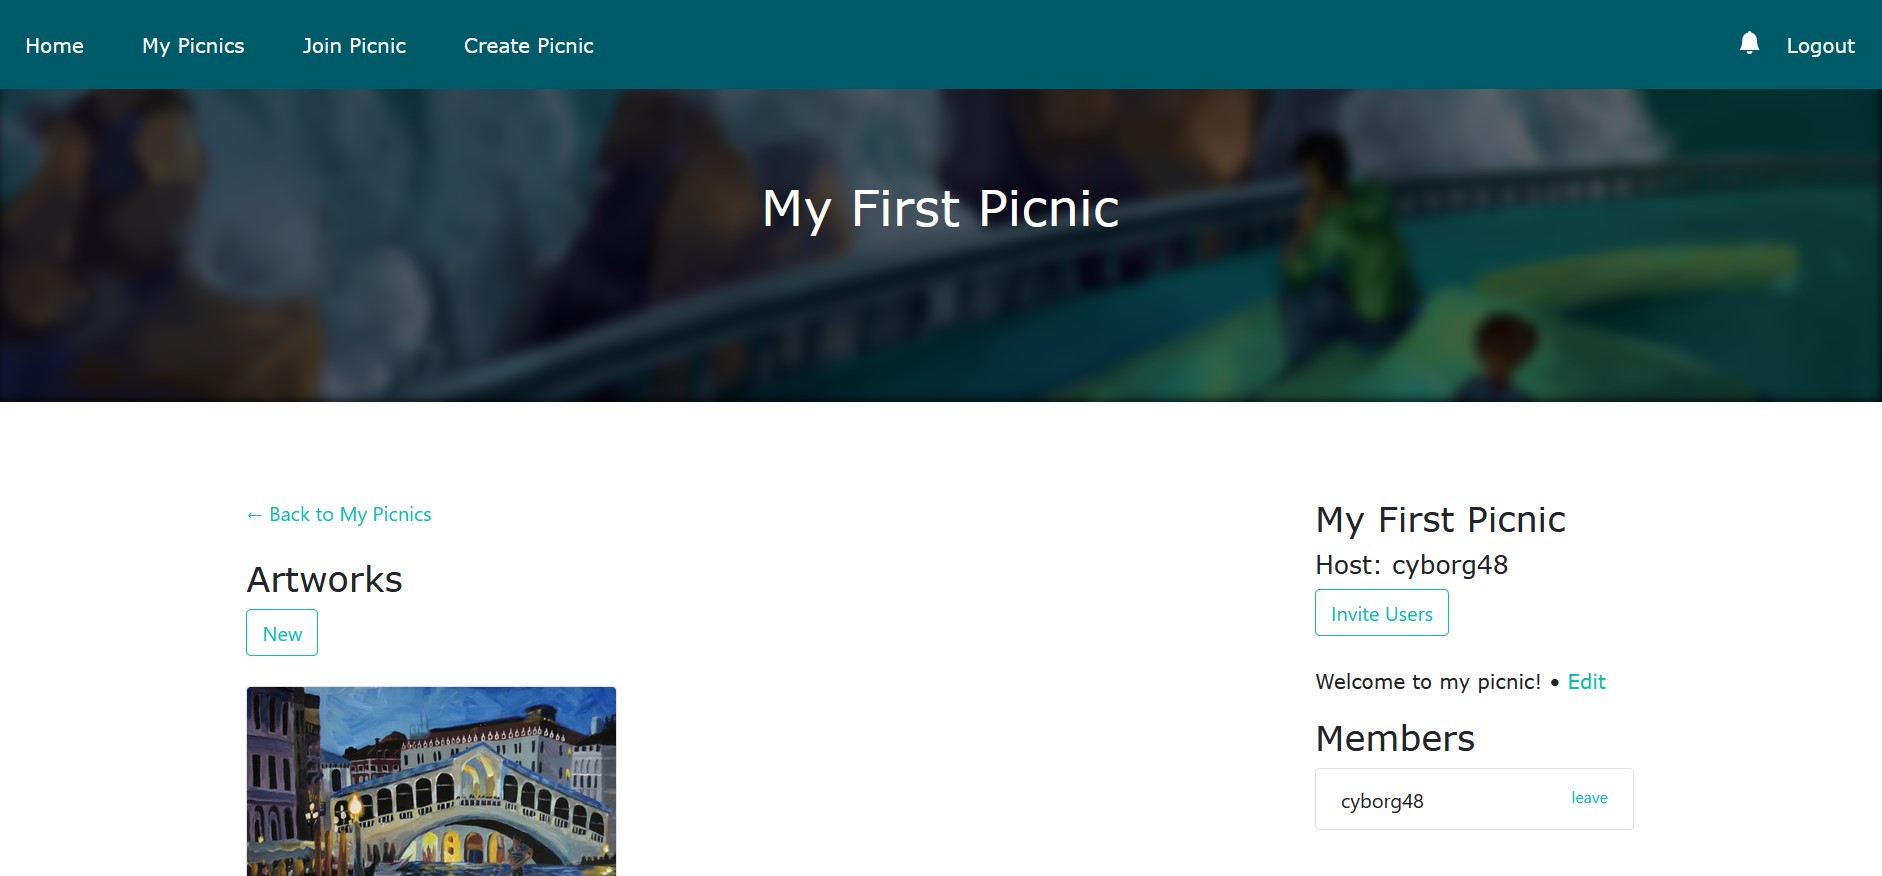 Home My Picnics Join Picnic Create Picnic Logout
My First Picnic
← Back to My Picnics
Artworks
New
My First Picnic
Host: cyborg48
Invite Users
Welcome to my picnic! • Edit
Members
cyborg48 leave